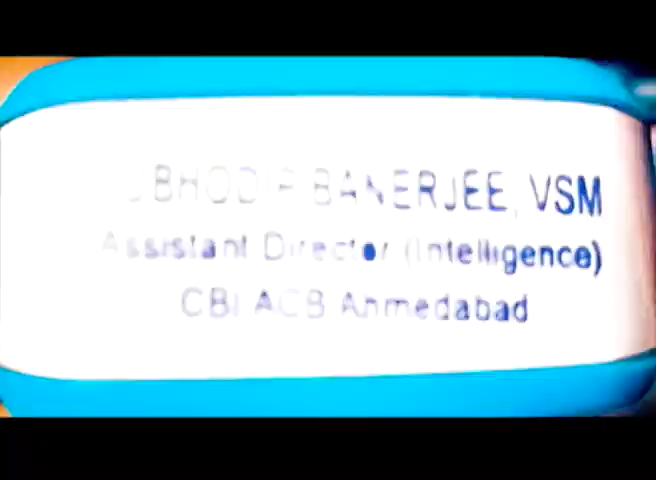 BANERJEE, VSM
Assistant Director (Intelligence)
CBI ACB Ahmedabad